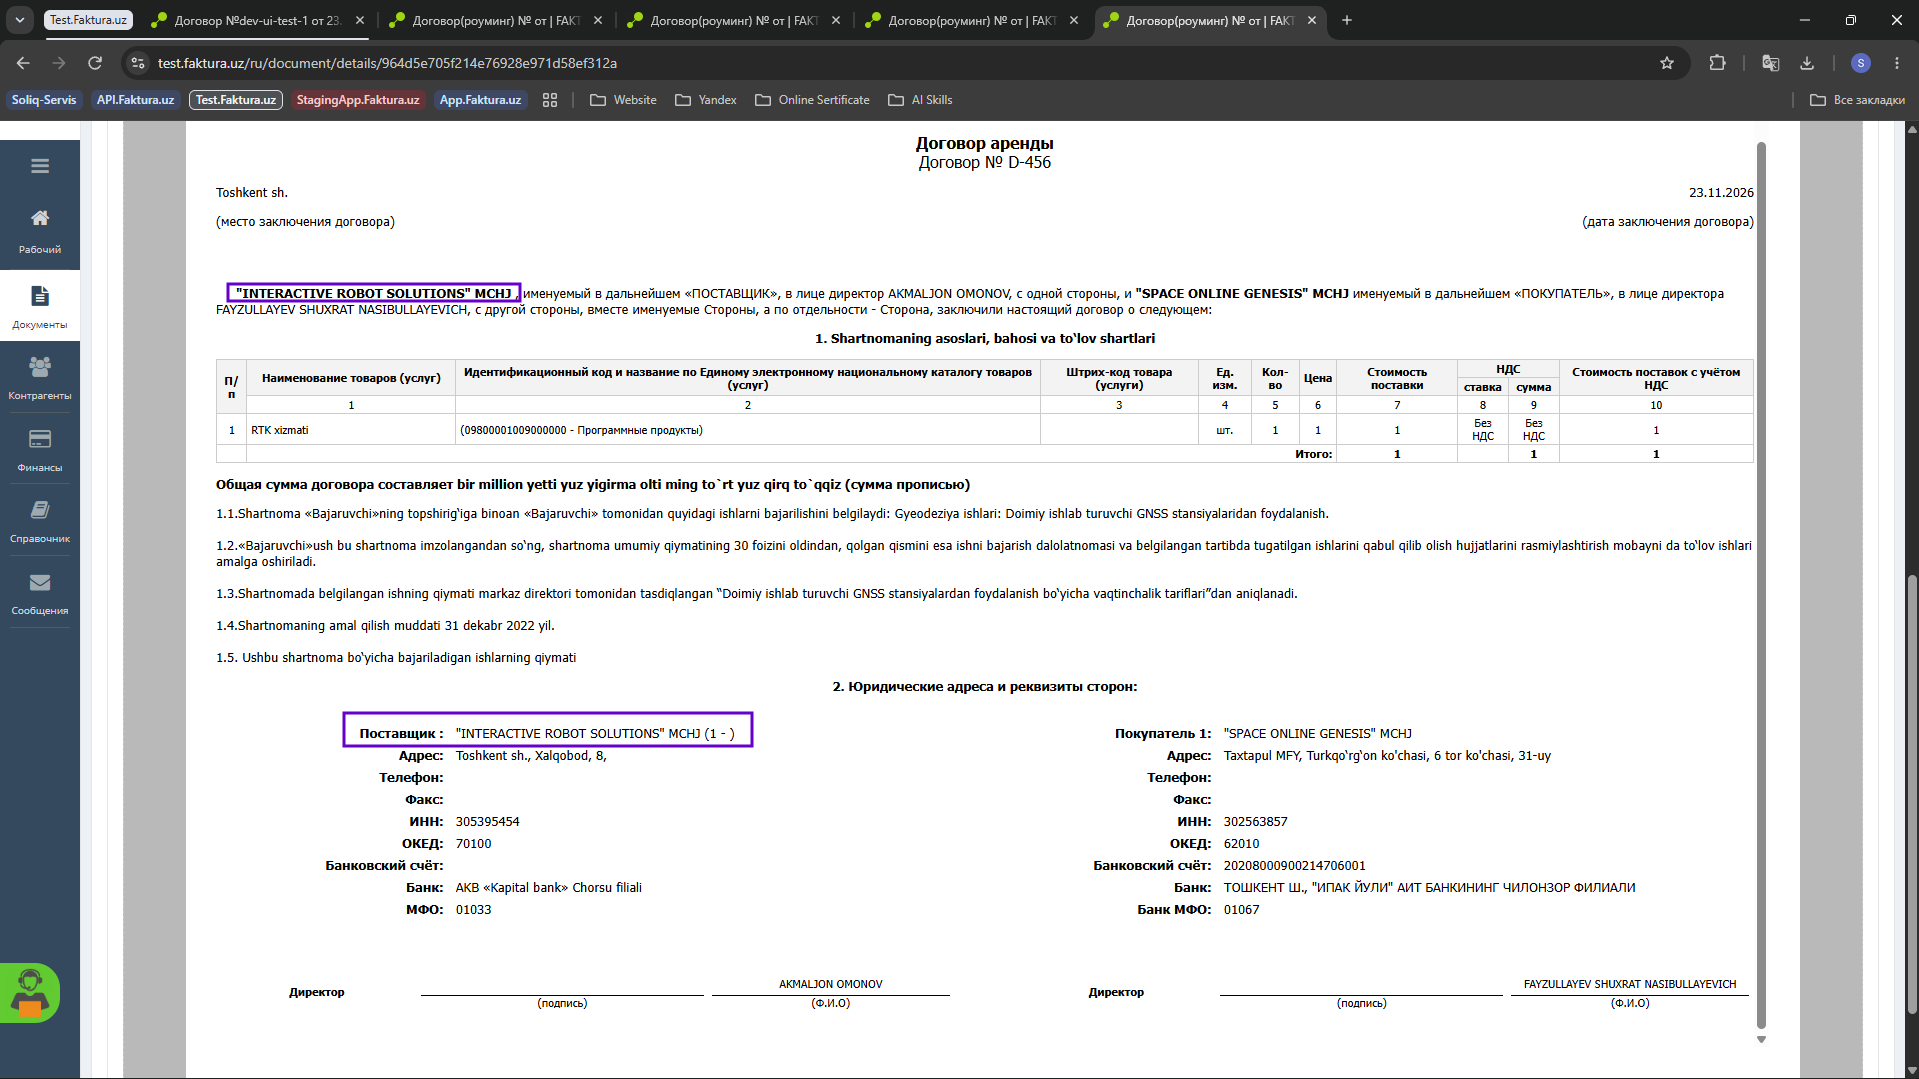 Test.Faktura.uz
Договор №dev-ui-test-1 от 23.
Договор(роуминг) № от | FAKT
Договор(роуминг) № от | FAKT
Договор(роуминг) № от | FAKT
Договор(роуминг) № от | FAKT
test.faktura.uz/ru/document/details/964d5e705f214e76928e971d58ef312a
S
Soliq-Servis
API.Faktura.uz
Test.Faktura.uz
StagingApp.Faktura.uz
App.Faktura.uz
Website
Yandex
Online Sertificate
AI Skills
Все закладки
Рабочий
Документы
Контрагенты
Финансы
Справочник
Сообщения
Договор аренды
Договор № D-456
Toshkent sh.
23.11.2026
(место заключения договора)
(дата заключения договора)
"INTERACTIVE ROBOT SOLUTIONS" MCHJ , именуемый в дальнейшем «ПОСТАВЩИК», в лице директор AKMALJON OMONOV, с одной стороны, и "SPACE ONLINE GENESIS" MCHJ именуемый в дальнейшем «ПОКУПАТЕЛЬ», в лице директора
FAYZULLAYEV SHUXRAT NASIBULLAYEVICH, с другой стороны, вместе именуемые Стороны, а по отдельности - Сторона, заключили настоящий договор о следующем:
1. Shartnomaning asoslari, bahosi va to‘lov shartlari
П/п
Наименование товаров (услуг)
Идентификационный код и название по Единому электронному национальному каталогу товаров (услуг)
Штрих-код товара (услуги)
Ед. изм.
Кол-во
Цена
Стоимость поставки
НДС
ставка
сумма
Стоимость поставок с учётом НДС
1 2 3 4 5 6 7 8 9 10
1 RTK xizmati (09800001009000000 - Программные продукты) шт. 1 1 1 Без НДС Без НДС 1
Итого: 1 1 1
Общая сумма договора составляет bir million yetti yuz yigirma olti ming to`rt yuz qirq to`qqiz (сумма прописью)
1.1.Shartnoma «Bajaruvchi»ning topshirig‘iga binoan «Bajaruvchi» tomonidan quyidagi ishlarni bajarilishini belgilaydi: Gyeodeziya ishlari: Doimiy ishlab turuvchi GNSS stansiyalaridan foydalanish.
1.2.«Bajaruvchi»ush bu shartnoma imzolangandan so‘ng, shartnoma umumiy qiymatining 30 foizini oldindan, qolgan qismini esa ishni bajarish dalolatnomasi va belgilangan tartibda tugatilgan ishlarini qabul qilib olish hujjatlarini rasmiylashtirish mobayni da to‘lov ishlari
amalga oshiriladi.
1.3.Shartnomada belgilangan ishning qiymati markaz direktori tomonidan tasdiqlangan “Doimiy ishlab turuvchi GNSS stansiyalardan foydalanish bo‘yicha vaqtinchalik tariflari”dan aniqlanadi.
1.4.Shartnomaning amal qilish muddati 31 dekabr 2022 yil.
1.5. Ushbu shartnoma bo‘yicha bajariladigan ishlarning qiymati
2. Юридические адреса и реквизиты сторон:
Поставщик : "INTERACTIVE ROBOT SOLUTIONS" MCHJ (1 - )
Адрес: Toshkent sh., Xalqobod, 8,
Телефон:
Факс:
ИНН: 305395454
ОКЕД: 70100
Банковский счёт:
Банк: AKB «Kapital bank» Chorsu filiali
МФО: 01033
Покупатель 1: "SPACE ONLINE GENESIS" MCHJ
Адрес: Taxtapul MFY, Turkqo‘rg‘on ko'chasi, 6 tor ko'chasi, 31-uy
Телефон:
Факс:
ИНН: 302563857
ОКЕД: 62010
Банковский счёт: 20208000900214706001
Банк: ТОШКЕНТ Ш., "ИПАК ЙУЛИ" АИТ БАНКИНИНГ ЧИЛОНЗОР ФИЛИАЛИ
Банк МФО: 01067
Директор
(подпись)
AKMALJON OMONOV
(Ф.И.О)
Директор
(подпись)
FAYZULLAYEV SHUXRAT NASIBULLAYEVICH
(Ф.И.О)